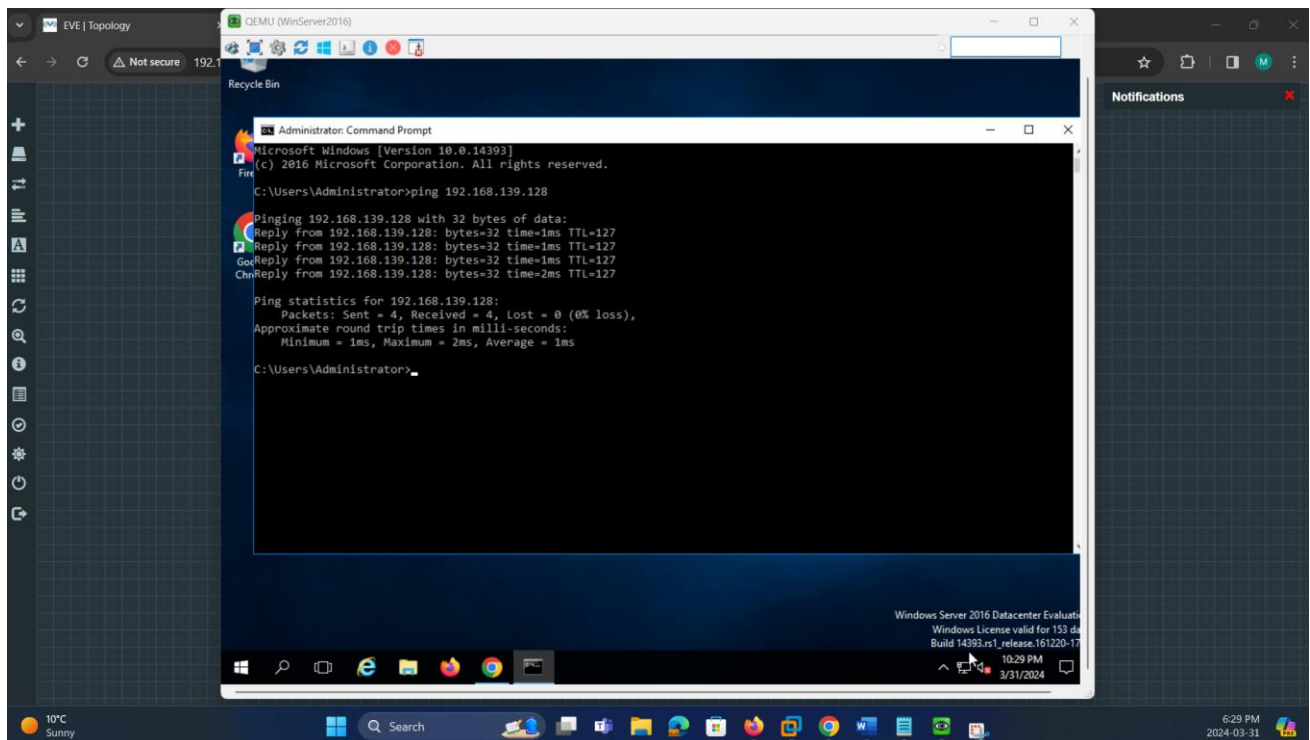 EVE | Topology
QEMU (WinServer2016)
Not secure
192.1
M
Notifications
Recycle Bin
Administrator: Command Prompt
Microsoft Windows [Version 10.0.14393]
(c) 2016 Microsoft Corporation. All rights reserved.
C:\Users\Administrator>ping 192.168.139.128
Pinging 192.168.139.128 with 32 bytes of data:
Reply from 192.168.139.128: bytes=32 time=1ms TTL=127
Reply from 192.168.139.128: bytes=32 time=1ms TTL=127
Reply from 192.168.139.128: bytes=32 time=1ms TTL=127
Reply from 192.168.139.128: bytes=32 time=2ms TTL=127
Ping statistics for 192.168.139.128:
Packets: Sent = 4, Received = 4, Lost = 0 (0% loss),
Approximate round trip times in milli-seconds:
Minimum = 1ms, Maximum = 2ms, Average = 1ms
C:\Users\Administrator>
Fire
Goo
Chr
Windows Server 2016 Datacenter Evaluati
Windows License valid for 153 da
Build 14393.rs1_release.161220-17
10:29 PM
3/31/2024
10°C
Sunny
Search
6:29 PM
2024-03-31